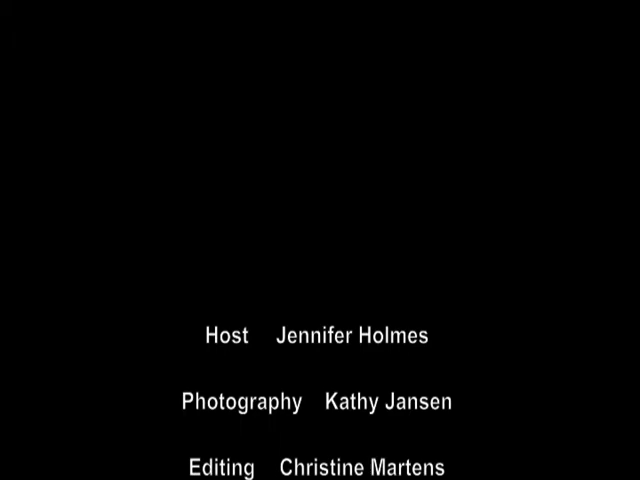 Host Jennifer Holmes
Photography Kathy Jansen
Editing Christine Martens